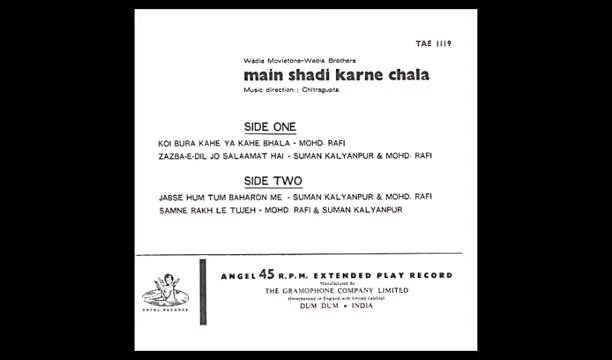 TAE 1119
Wadia Movietone-Wadia Brothers
main shadi karne chala
Music direction ; Chitragupta
SIDE ONE
KOI BURA KAHE YA KAHE BHALA - MOHD. RAFI
ZAZBA-E-DIL JO SALAAMAT HAI - SUMAN KALYANPUR & MOHD. RAFI
SIDE TWO
JABSE HUM TUM BAHARON ME - SUMAN KALYANPUR & MOHD. RAFI
SAMNE RAKH LE TUJEH - MOHD. RAFI & SUMAN KALYANPUR
ANGEL 45 R.P.M. EXTENDED PLAY RECORD
Manufactured by
THE GRAMOPHONE COMPANY LIMITED
(Incorporated in England with limited liability)
DUM DUM • INDIA
ANGEL RECORDS